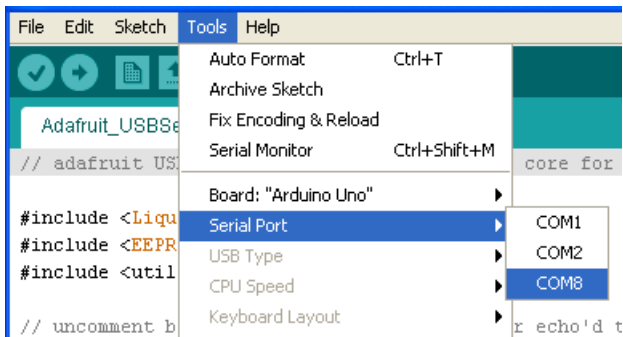 File Edit Sketch Tools Help
Auto Format Ctrl+T
Archive Sketch
Adafruit_USBSe
Fix Encoding & Reload
Serial Monitor Ctrl+Shift+M
// adafruit US core for
Board: "Arduino Uno"
#include <Liqu
Serial Port
COM1
#include <EEPR
USB Type
COM2
#include <util
CPU Speed
COM8
Keyboard Layout
// uncomment b r echo'd t